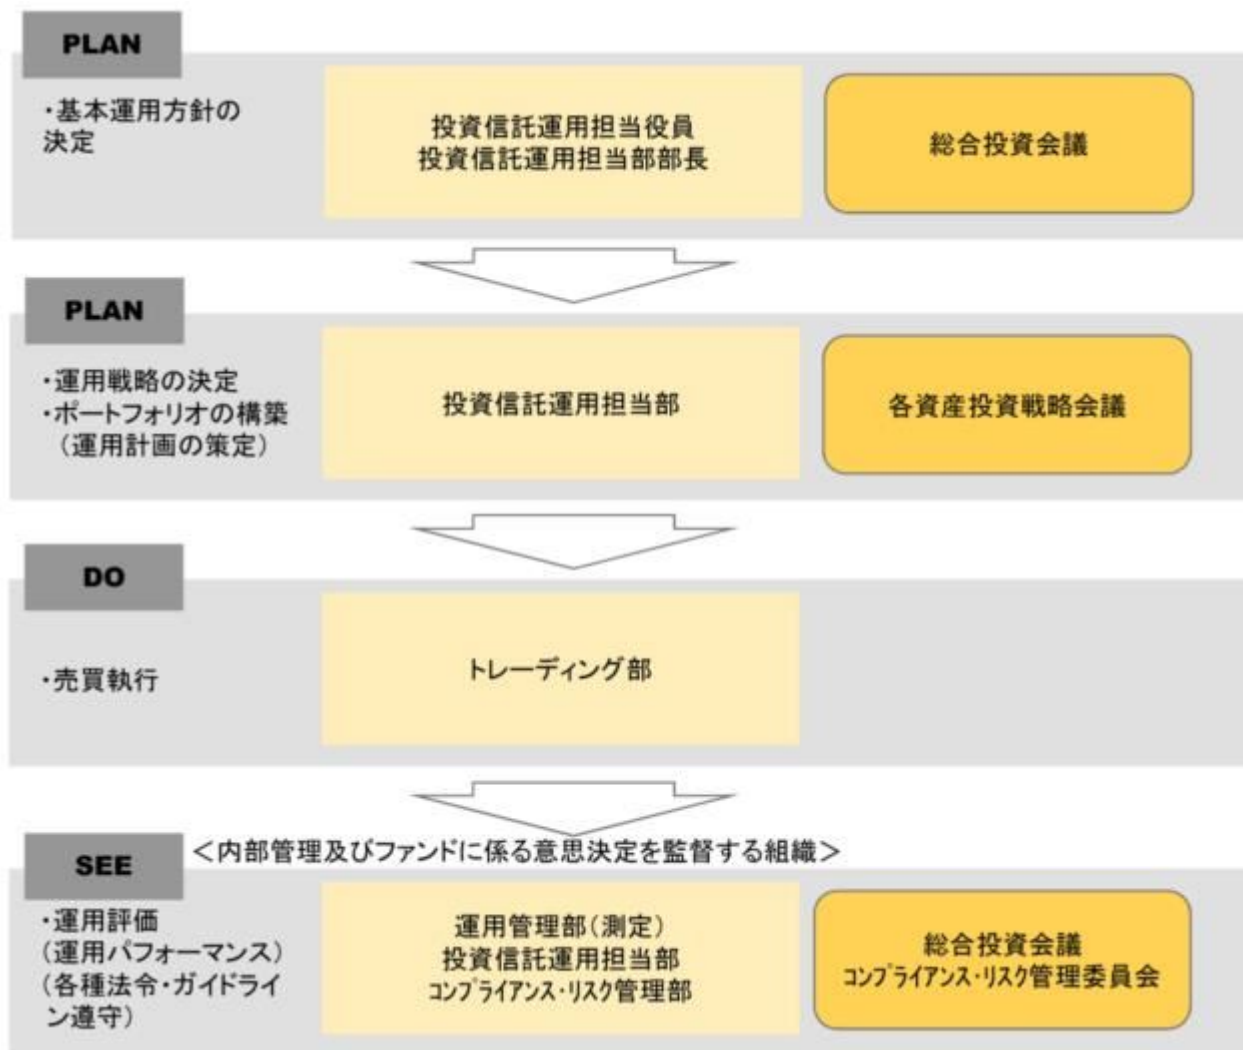 PLAN
・基本運用方針の
決定
投資信託運用担当役員
投資信託運用担当部部長
総合投資会議
PLAN
・運用戦略の決定
・ポートフォリオの構築
（運用計画の策定）
投資信託運用担当部
各資産投資戦略会議
DO
・売買執行
トレーディング部
＜内部管理及びファンドに係る意思決定を監督する組織＞
SEE
・運用評価
（運用パフォーマンス）
（各種法令・ガイドライ
ン遵守）
運用管理部（測定）
投資信託運用担当部
ｺﾝﾌﾟﾗｲｱﾝｽ・ﾘｽｸ管理部
総合投資会議
ｺﾝﾌﾟﾗｲｱﾝｽ・ﾘｽｸ管理委員会